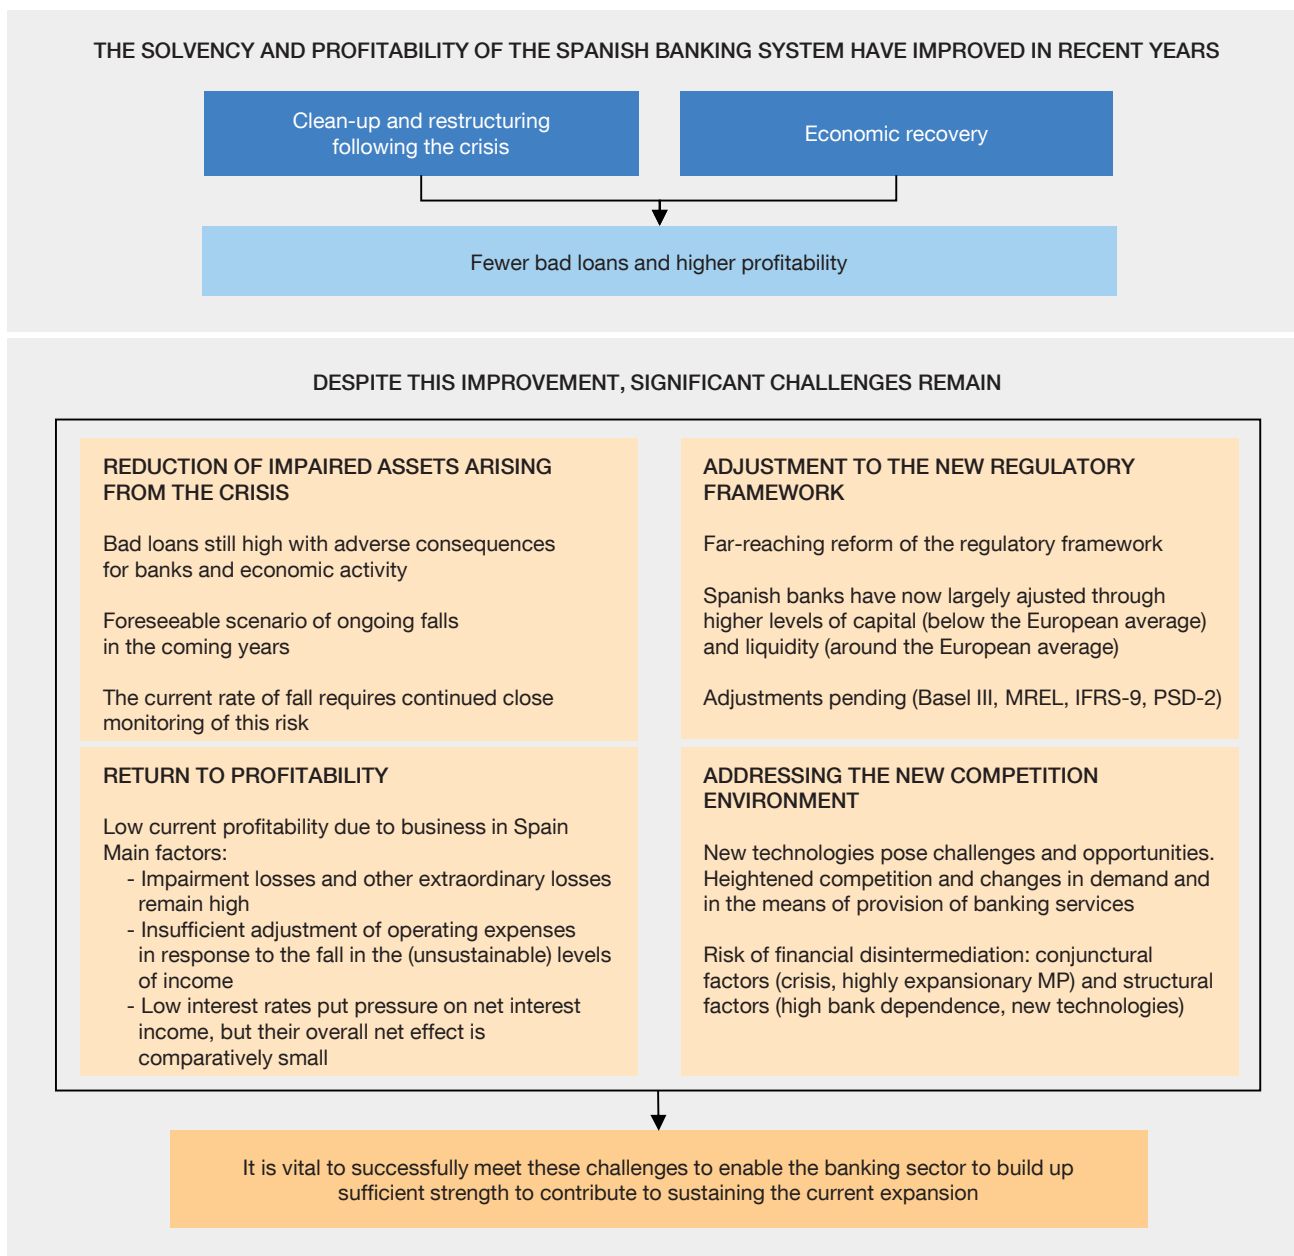 THE SOLVENCY AND PROFITABILITY OF THE SPANISH BANKING SYSTEM HAVE IMPROVED IN RECENT YEARS
Clean-up and restructuring
following the crisis
Economic recovery
Fewer bad loans and higher profitability
DESPITE THIS IMPROVEMENT, SIGNIFICANT CHALLENGES REMAIN
REDUCTION OF IMPAIRED ASSETS ARISING
FROM THE CRISIS
Bad loans still high with adverse consequences
for banks and economic activity
Foreseeable scenario of ongoing falls
in the coming years
The current rate of fall requires continued close
monitoring of this risk
ADJUSTMENT TO THE NEW REGULATORY
FRAMEWORK
Far-reaching reform of the regulatory framework
Spanish banks have now largely ajusted through
higher levels of capital (below the European average)
and liquidity (around the European average)
Adjustments pending (Basel III, MREL, IFRS-9, PSD-2)
RETURN TO PROFITABILITY
Low current profitability due to business in Spain
Main factors:
- Impairment losses and other extraordinary losses
remain high
- Insufficient adjustment of operating expenses
in response to the fall in the (unsustainable) levels
of income
- Low interest rates put pressure on net interest
income, but their overall net effect is
comparatively small
ADDRESSING THE NEW COMPETITION
ENVIRONMENT
New technologies pose challenges and opportunities.
Heightened competition and changes in demand and
in the means of provision of banking services
Risk of financial disintermediation: conjunctural
factors (crisis, highly expansionary MP) and structural
factors (high bank dependence, new technologies)
It is vital to successfully meet these challenges to enable the banking sector to build up
sufficient strength to contribute to sustaining the current expansion